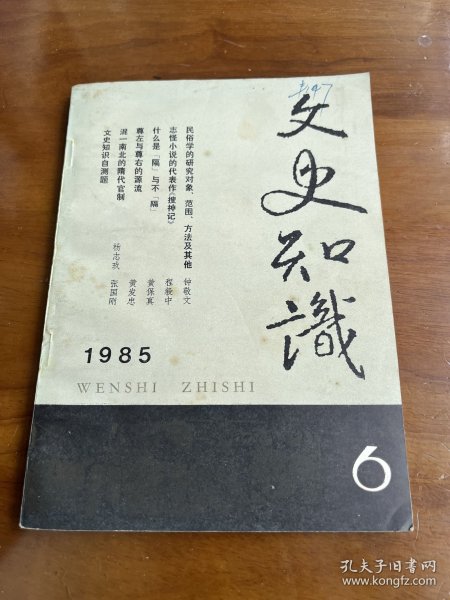 文史知識
民俗学的研究对象、范围、方法及其他 钟敬文
志怪小说的代表作《搜神记》 程毅中
什么是「隔」与不「隔」 黄保真
尊左与尊右的源流 黄发忠
混一南北的隋代官制 张国刚
文史知识自测题 杨志玖
1985
WENSHI ZHISHI
6
孔夫子旧书网
www.kongfz.com